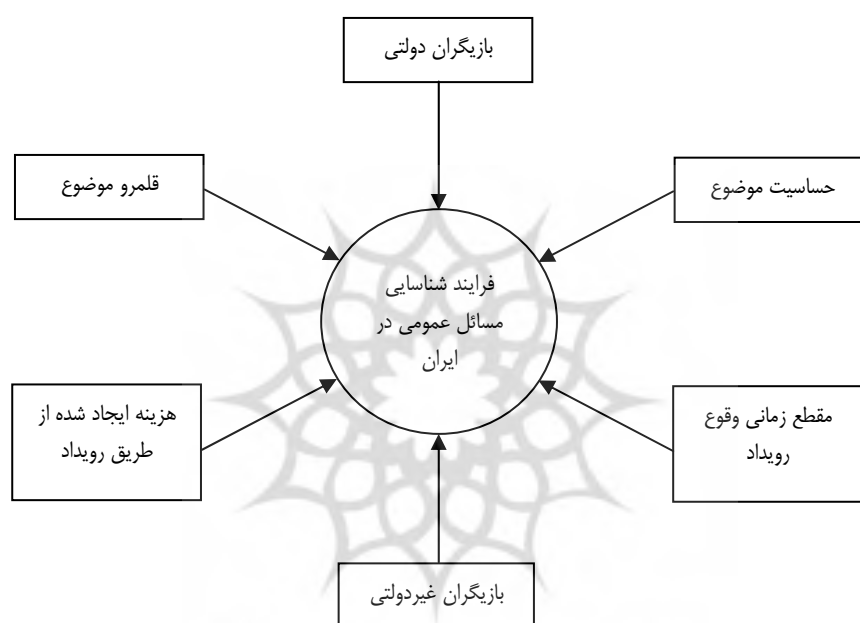 بازیگران دولتی
حساسیت موضوع
قلمرو موضوع
فرایند شناسایی
مسائل عمومی در
ایران
مقطع زمانی وقوع
رویداد
هزینه ایجاد شده از
طریق رویداد
بازیگران غیردولتی